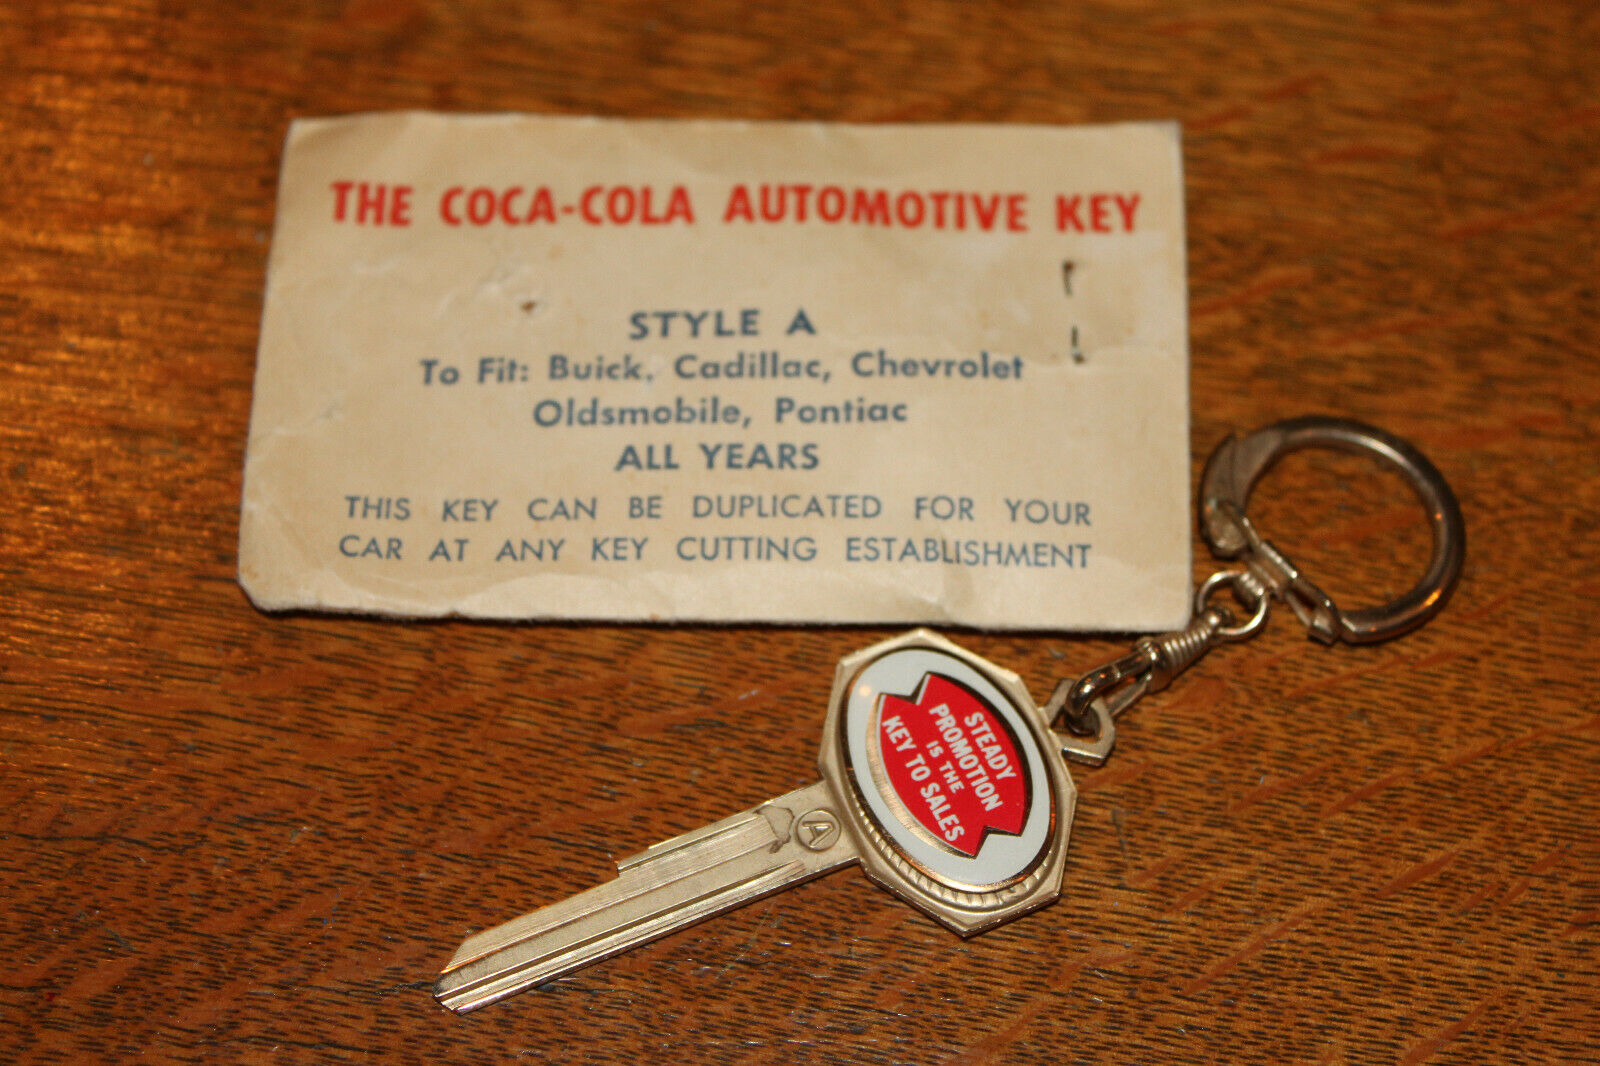 THE COCA-COLA AUTOMOTIVE KEY
STYLE A
To Fit: Buick, Cadillac, Chevrolet
Oldsmobile, Pontiac
ALL YEARS
THIS KEY CAN BE DUPLICATED FOR YOUR
CAR AT ANY KEY CUTTING ESTABLISHMENT
STEADY
PROMOTION
IS THE
KEY TO SALES
A